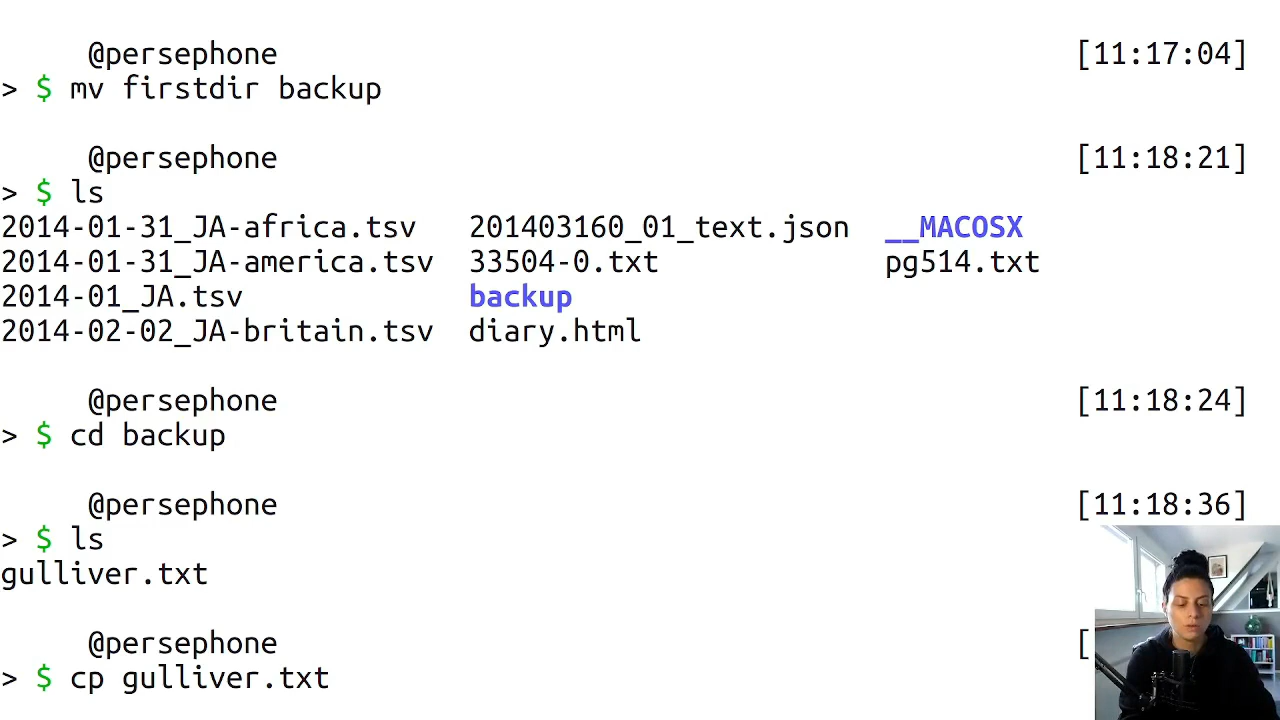 @persephone [11:17:04]
> $ mv firstdir backup
@persephone [11:18:21]
> $ ls
2014-01-31_JA-africa.tsv 201403160_01_text.json __MACOSX
2014-01-31_JA-america.tsv 33504-0.txt pg514.txt
2014-01_JA.tsv backup
2014-02-02_JA-britain.tsv diary.html
@persephone [11:18:24]
> $ cd backup
@persephone [11:18:36]
> $ ls
gulliver.txt
@persephone [
> $ cp gulliver.txt